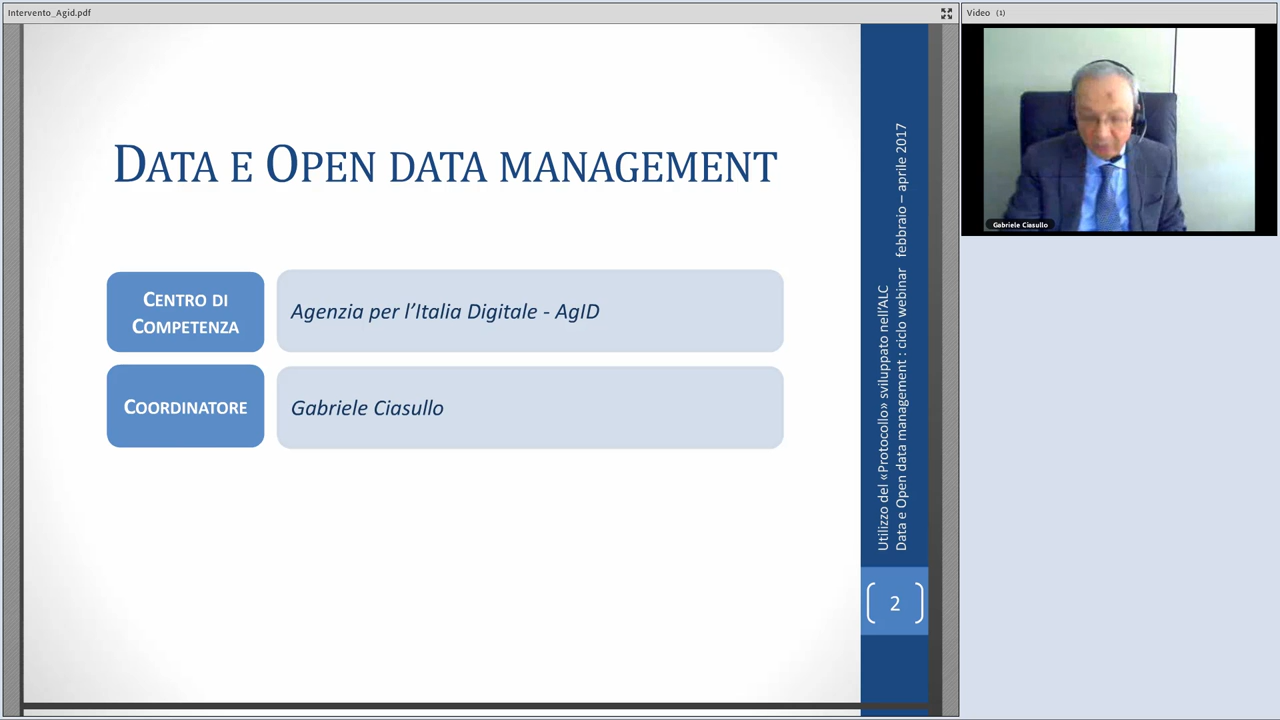 Intervento_Agid.pdf
Video (1)
DATA E OPEN DATA MANAGEMENT
CENTRO DI
COMPETENZA
Agenzia per l'Italia Digitale - AgID
COORDINATORE
Gabriele Ciasullo
Utilizzo del «Protocollo» sviluppato nell'ALC
Data e Open data management : ciclo webinar febbraio – aprile 2017
2
Gabriele Ciasullo